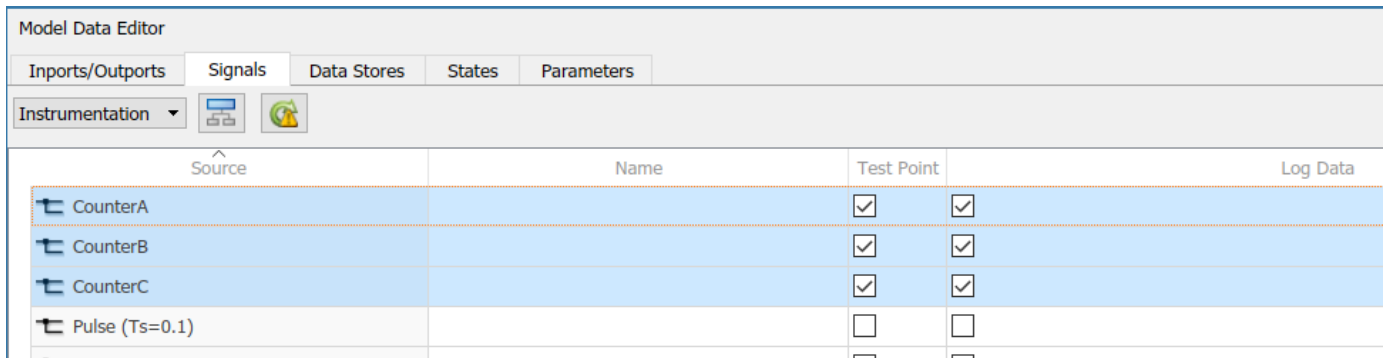 Model Data Editor
Inports/Outports Signals Data Stores States Parameters
Instrumentation
Source Name Test Point Log Data
CounterA
CounterB
CounterC
Pulse (Ts=0.1)